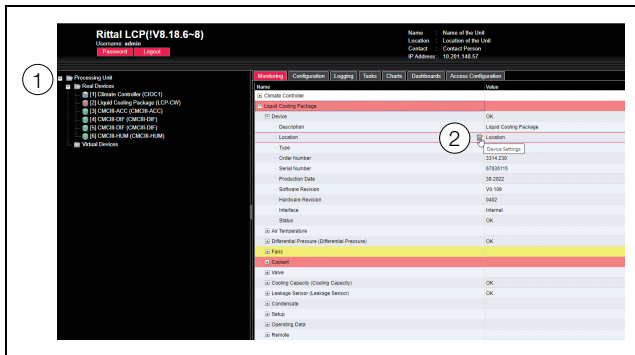 Rittal LCP(!V8.18.6~8)
Username: admin
Password Logout
Name : Name of the Unit
Location : Location of the Unit
Contact : Contact Person
IP Address: 10.201.148.57
1
Processing Unit
Real Devices
[1] Climate Controller (CIOC1)
[2] Liquid Cooling Package (LCP-CW)
[3] CMCIII-ACC (CMCIII-ACC)
[4] CMCIII-DIF (CMCIII-DIF)
[5] CMCIII-DIF (CMCIII-DIF)
[6] CMCIII-HUM (CMCIII-HUM)
Virtual Devices
Monitoring Configuration Logging Tasks Charts Dashboards Access Configuration
Name Value
Climate Controller
Liquid Cooling Package
Device OK
Description Liquid Cooling Package
Location 2 Location
Type
Device Settings
Order Number 3314.230
Serial Number 67035115
Production Date 30.2022
Software Revision V0.109
Hardware Revision 0402
Interface Internal
Status OK
Air Temperature
Differential Pressure (Differential Pressure) OK
Fans
Coolant
Valve
Cooling Capacity (Cooling Capacity) OK
Leakage Sensor (Leakage Sensor) OK
Condensate
Setup
Operating Data
Remote